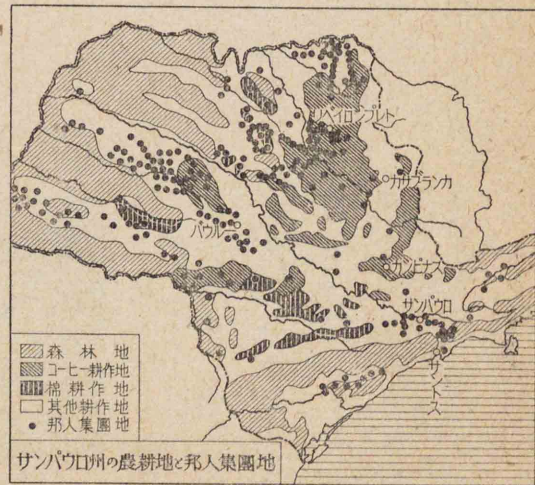 リベイロンプレト
カサブランカ
バウルー
カンピナス
サンパウロ
サントス
森林地
コーヒー耕作地
棉耕作地
其他耕作地
邦人集團地
サンパウロ州の農耕地と邦人集團地